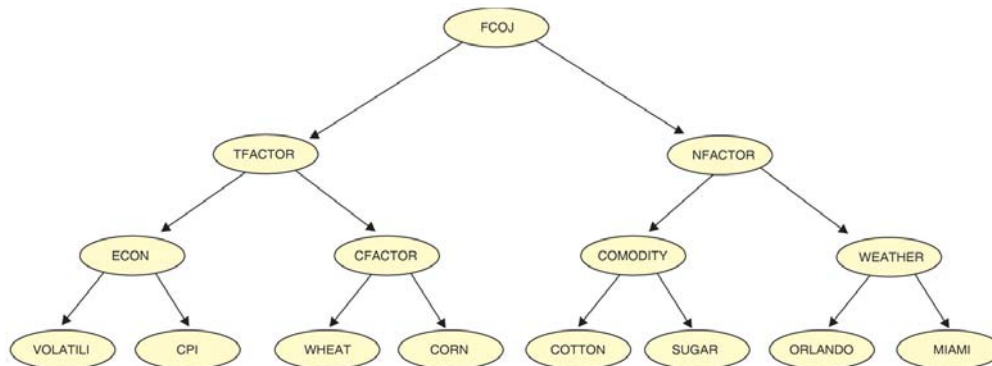 FCOJ
TFACTOR
NFACTOR
ECON
CFACTOR
COMODITY
WEATHER
VOLATILI
CPI
WHEAT
CORN
COTTON
SUGAR
ORLANDO
MIAMI